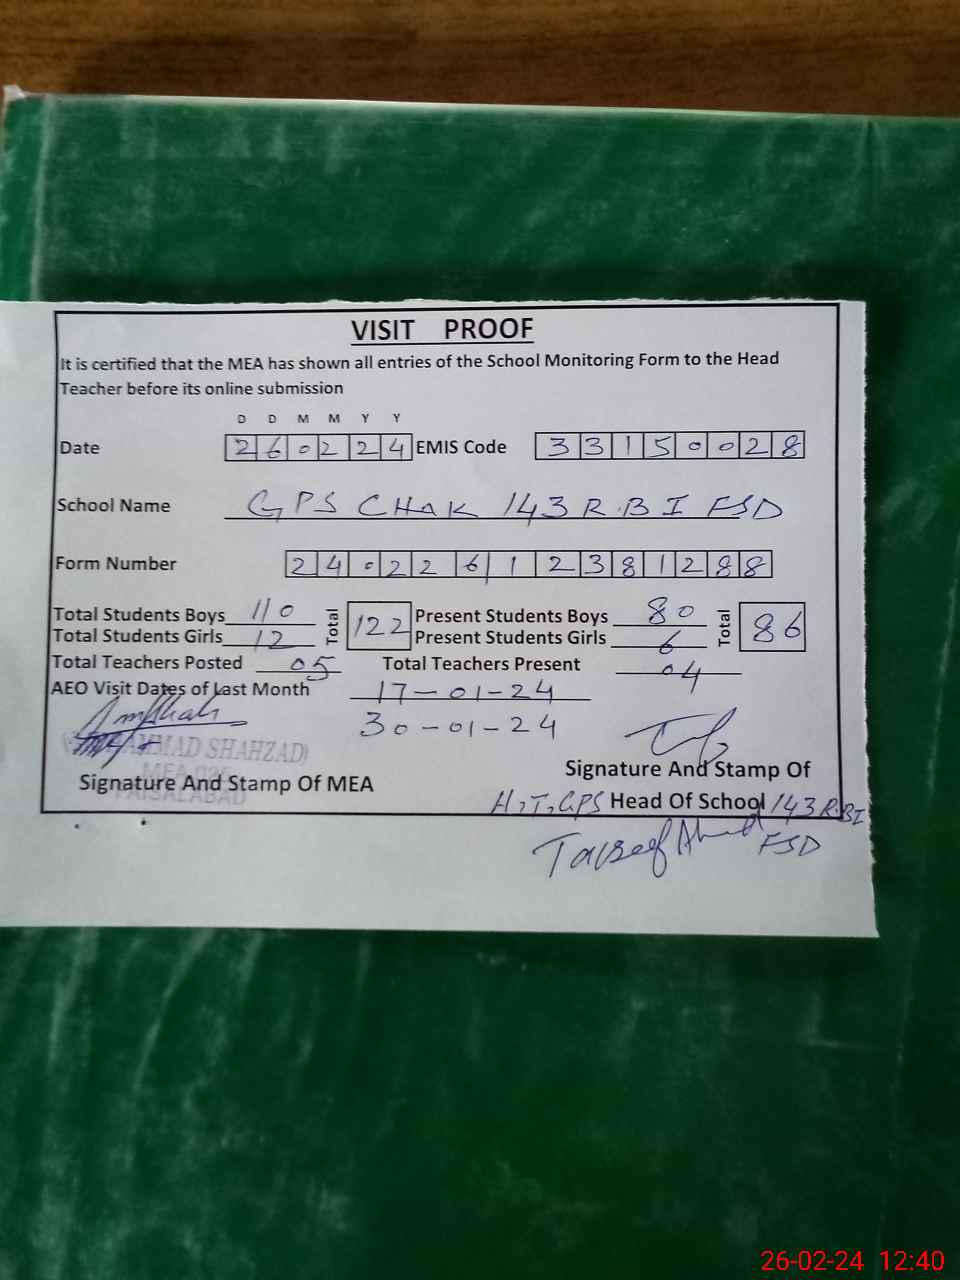 VISIT PROOF
It is certified that the MEA has shown all entries of the School Monitoring Form to the Head
Teacher before its online submission
D D M M Y Y
Date 260224 EMIS Code 33150028
School Name GPS CHAK 143 R.B I FSD
Form Number 24022612381288
Total Students Boys 110 Total 122 Present Students Boys 80 Total 86
Total Students Girls 12 Present Students Girls 6
Total Teachers Posted 05 Total Teachers Present 04
AEO Visit Dates of Last Month 17-01-24
30-01-24
MUHAMMAD SHAHZAD
Signature And Stamp Of MEA
FAISALABAD
Signature And Stamp Of
H.T, GPS Head Of School 143 R.BI
Tauseef Ahmad FSD
26-02-24 12:40